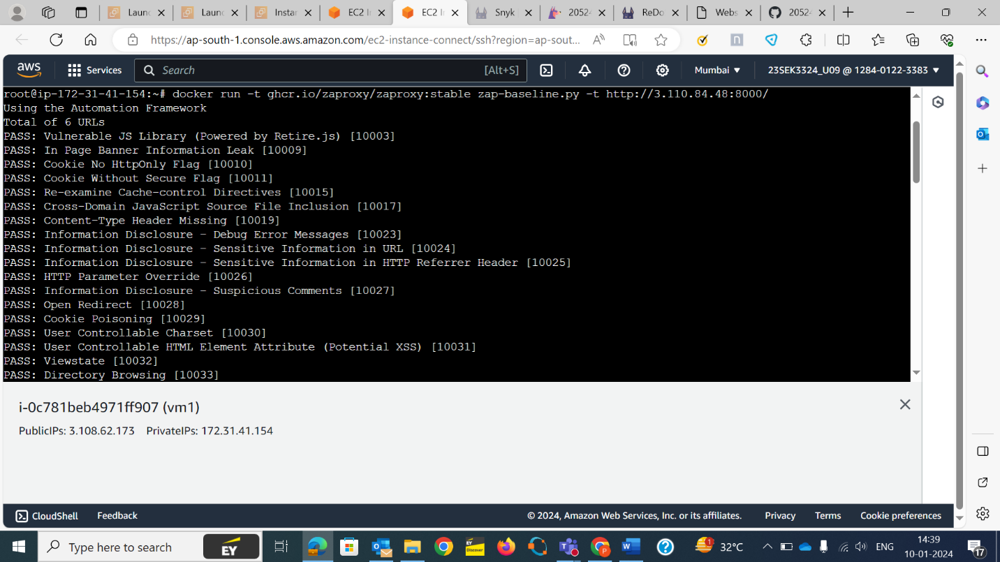 Laun
Laun
Instar
EC2 I
EC2 I
Snyk
2052
ReDo
Webs
2052
https://ap-south-1.console.aws.amazon.com/ec2-instance-connect/ssh?region=ap-sout...
aws
Services
Search
[Alt+S]
Mumbai
23SEK3324_U09 @ 1284-0122-3383
root@ip-172-31-41-154:~# docker run -t ghcr.io/zaproxy/zaproxy:stable zap-baseline.py -t http://3.110.84.48:8000/
Using the Automation Framework
Total of 6 URLs
PASS: Vulnerable JS Library (Powered by Retire.js) [10003]
PASS: In Page Banner Information Leak [10009]
PASS: Cookie No HttpOnly Flag [10010]
PASS: Cookie Without Secure Flag [10011]
PASS: Re-examine Cache-control Directives [10015]
PASS: Cross-Domain JavaScript Source File Inclusion [10017]
PASS: Content-Type Header Missing [10019]
PASS: Information Disclosure - Debug Error Messages [10023]
PASS: Information Disclosure - Sensitive Information in URL [10024]
PASS: Information Disclosure - Sensitive Information in HTTP Referrer Header [10025]
PASS: HTTP Parameter Override [10026]
PASS: Information Disclosure - Suspicious Comments [10027]
PASS: Open Redirect [10028]
PASS: Cookie Poisoning [10029]
PASS: User Controllable Charset [10030]
PASS: User Controllable HTML Element Attribute (Potential XSS) [10031]
PASS: Viewstate [10032]
PASS: Directory Browsing [10033]
i-0c781beb4971ff907 (vm1)
PublicIPs: 3.108.62.173 PrivateIPs: 172.31.41.154
CloudShell
Feedback
© 2024, Amazon Web Services, Inc. or its affiliates.
Privacy
Terms
Cookie preferences
Type here to search
EY
EY
Discover
1
32°C
ENG
14:39
10-01-2024
17